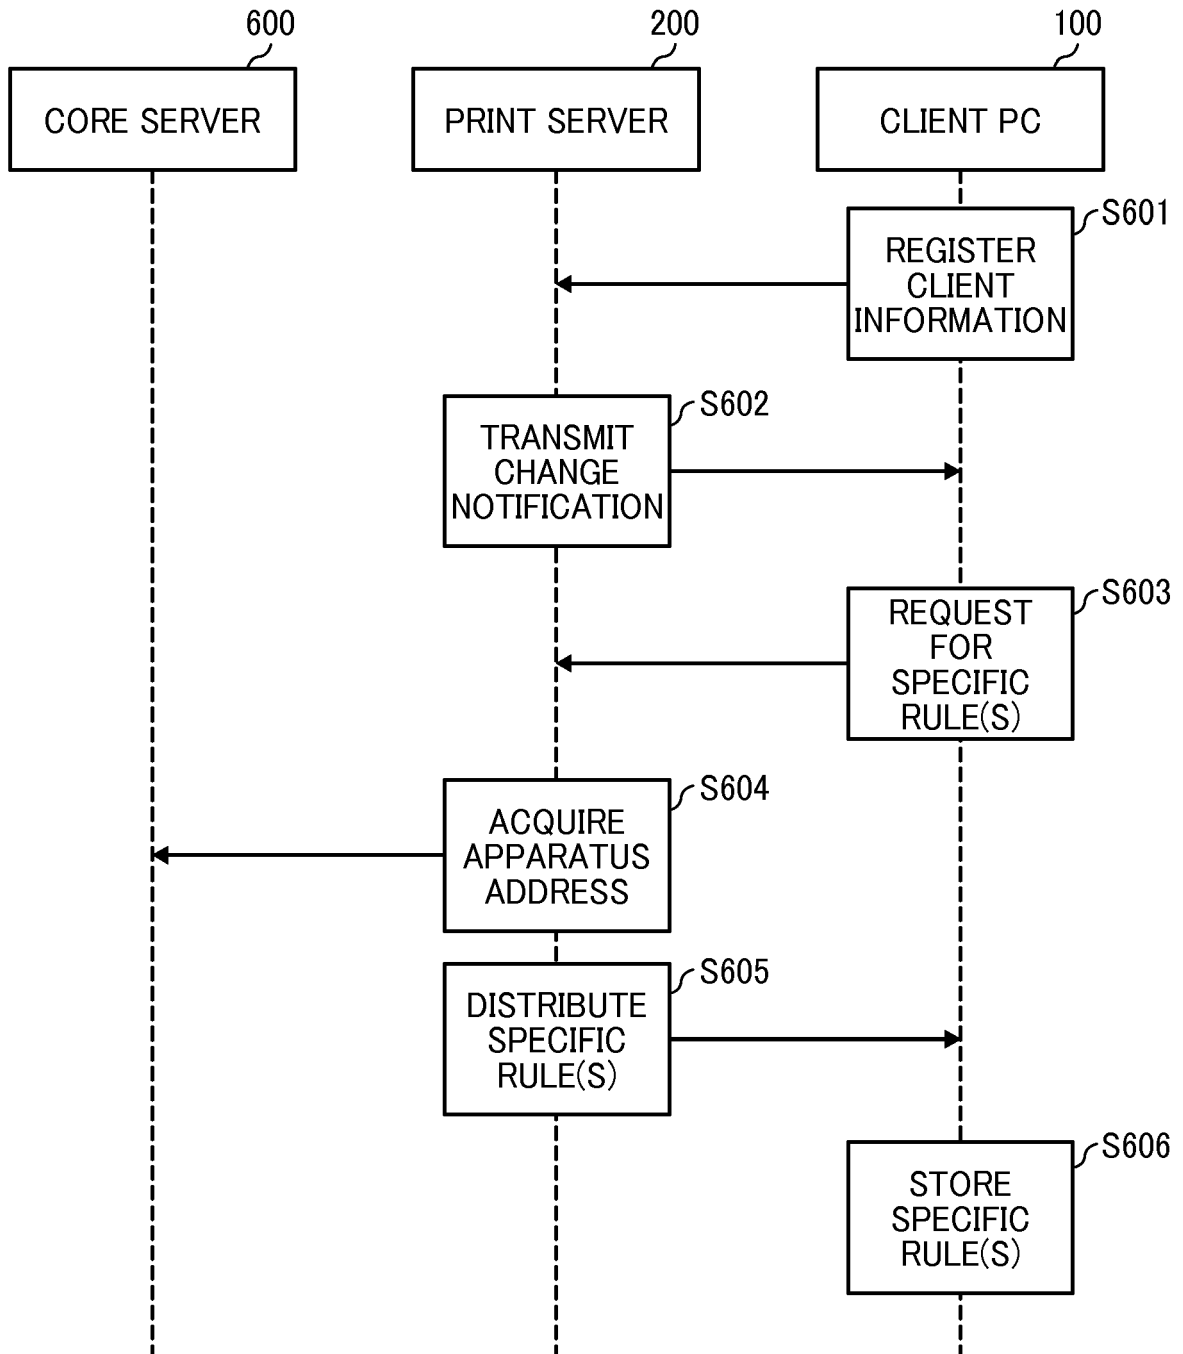 600
200
100
CORE SERVER
PRINT SERVER
CLIENT PC
S601
REGISTER
CLIENT
INFORMATION
S602
TRANSMIT
CHANGE
NOTIFICATION
S603
REQUEST
FOR
SPECIFIC
RULE(S)
S604
ACQUIRE
APPARATUS
ADDRESS
S605
DISTRIBUTE
SPECIFIC
RULE(S)
S606
STORE
SPECIFIC
RULE(S)